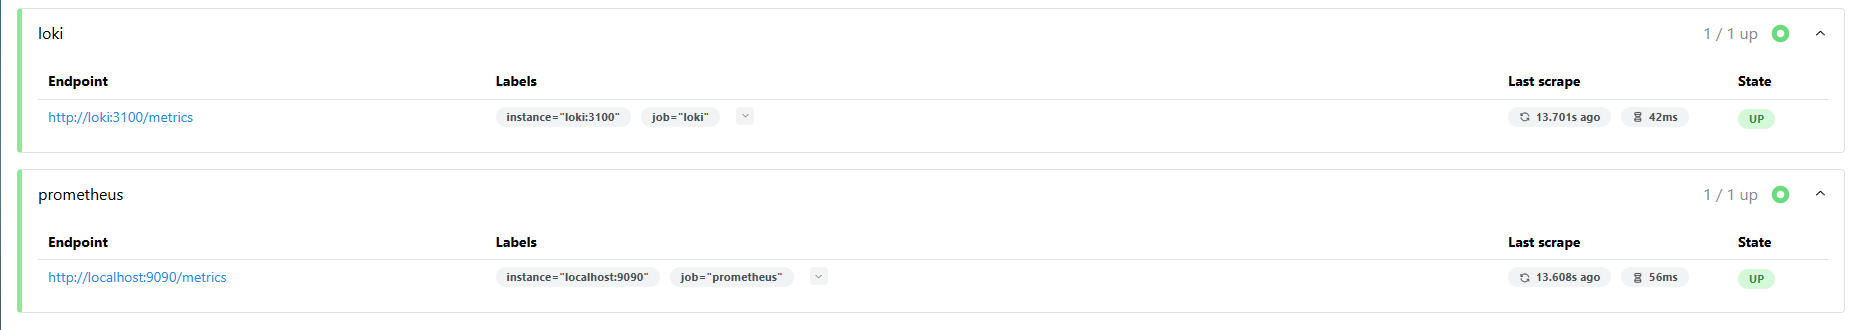 loki 1 / 1 up
Endpoint Labels Last scrape State
http://loki:3100/metrics instance="loki:3100" job="loki" 13.701s ago 42ms UP
prometheus 1 / 1 up
Endpoint Labels Last scrape State
http://localhost:9090/metrics instance="localhost:9090" job="prometheus" 13.608s ago 56ms UP